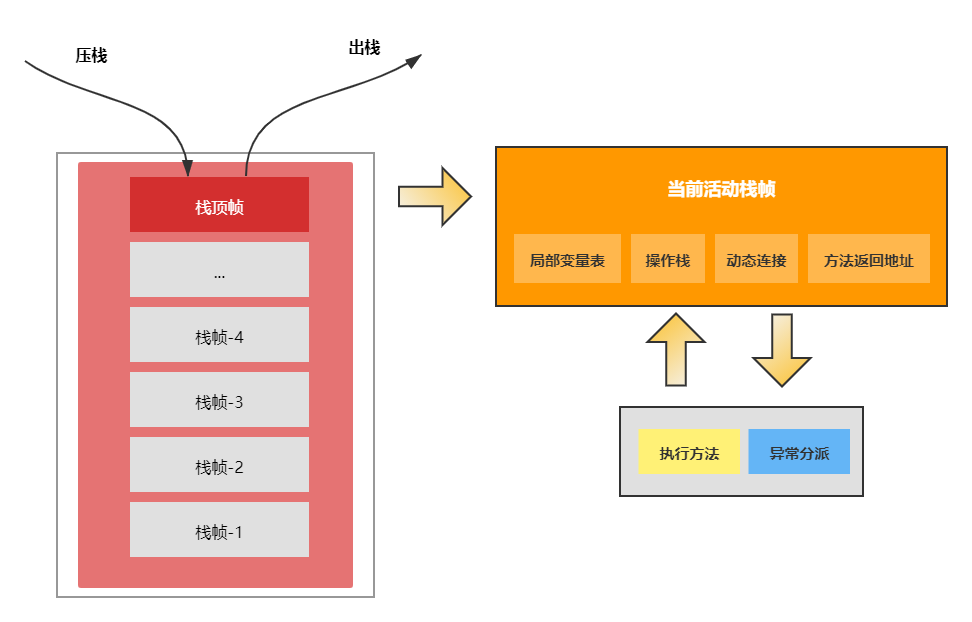 压栈
出栈
栈顶帧
...
栈帧-4
栈帧-3
栈帧-2
栈帧-1
当前活动栈帧
局部变量表
操作栈
动态连接
方法返回地址
执行方法
异常分派